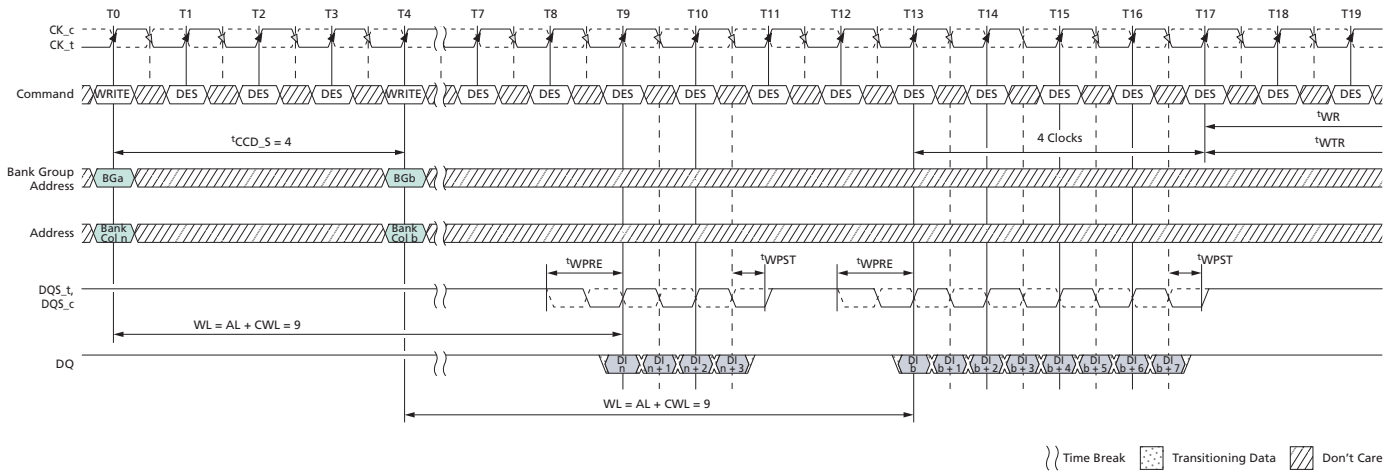 T0 T1 T2 T3 T4 T7 T8 T9 T10 T11 T12 T13 T14 T15 T16 T17 T18 T19
CK_c
CK_t
Command WRITE DES DES DES WRITE DES DES DES DES DES DES DES DES DES DES DES DES DES
tWR
tCCD_S = 4
4 Clocks
tWTR
Bank Group
Address
BGa BGb
Address
Bank
Col n
Bank
Col b
tWPRE tWPST tWPRE tWPST
DQS_t,
DQS_c
WL = AL + CWL = 9
DQ
DI
n
DI
n + 1
DI
n + 2
DI
n + 3
DI
b
DI
b + 1
DI
b + 2
DI
b + 3
DI
b + 4
DI
b + 5
DI
b + 6
DI
b + 7
WL = AL + CWL = 9
Time Break Transitioning Data Don't Care